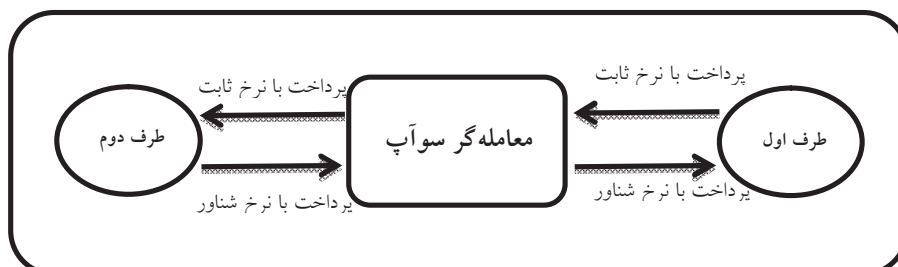 پرداخت با نرخ ثابت
پرداخت با نرخ ثابت
طرف اول
معامله‌گر سوآپ
طرف دوم
پرداخت با نرخ شناور
پرداخت با نرخ شناور